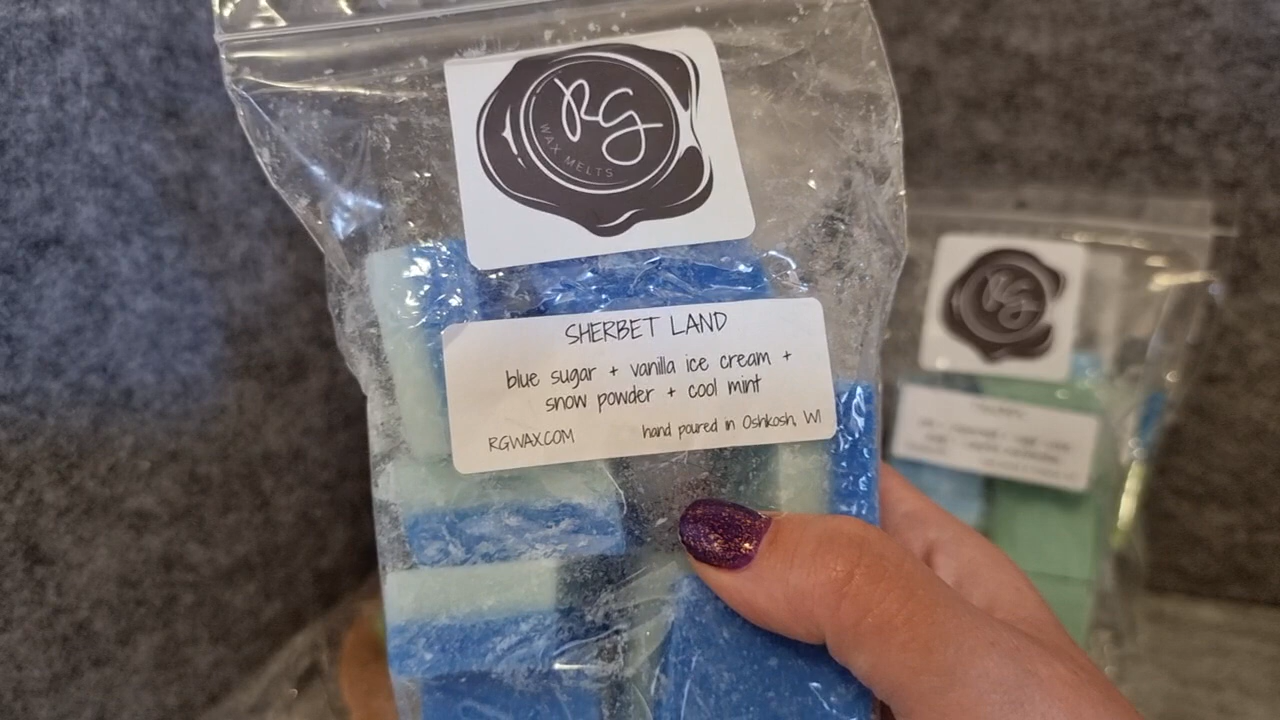 RG
WAX MELTS
SHERBET LAND
blue sugar + vanilla ice cream +
snow powder + cool mint
RGWAX.COM hand poured in Oshkosh, WI
RG